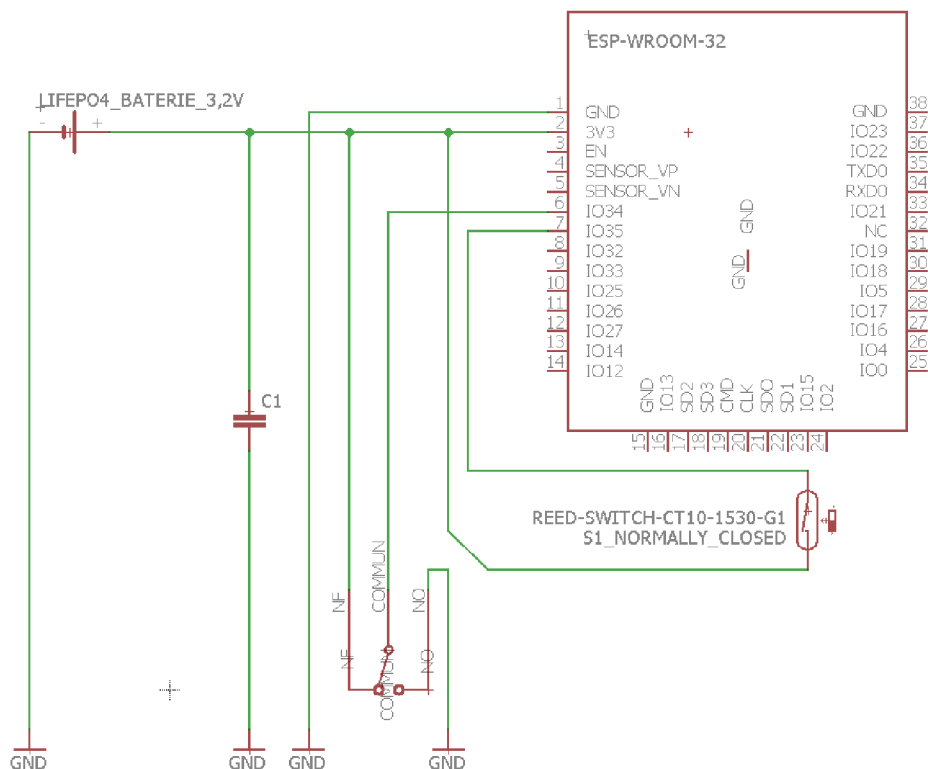 ESP-WROOM-32
LIFEPO4_BATERIE_3,2V
-
+
1
GND
GND
38
2
3V3
IO23
37
3
EN
IO22
36
4
SENSOR_VP
TXD0
35
5
SENSOR_VN
RXD0
34
6
IO34
IO21
33
7
IO35
NC
32
8
IO32
IO19
31
9
IO33
IO18
30
10
IO25
IO5
29
11
IO26
IO17
28
12
IO27
IO16
27
13
IO14
IO4
26
14
IO12
IO0
25
GND
GND
GND
IO13
SD2
SD3
CMD
CLK
SD0
SD1
IO15
IO2
15
16
17
18
19
20
21
22
23
24
C1
REED-SWITCH-CT10-1530-G1
S1_NORMALLY_CLOSED
NF
COMMUN
NO
NF
COMMUN
NO
GND
GND
GND
GND